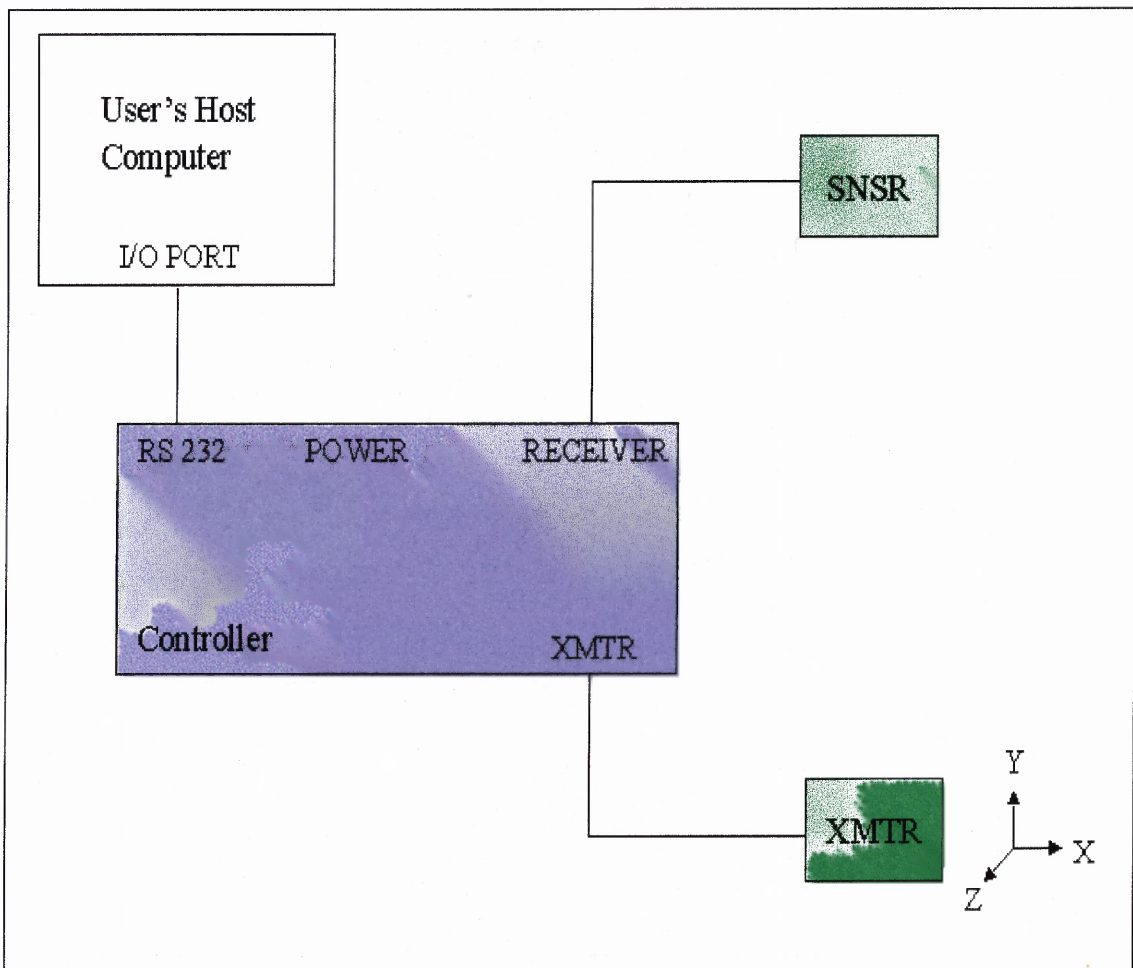 User's Host
Computer
I/O PORT
SNSR
RS 232
POWER
RECEIVER
Controller
XMTR
XMTR
Y
X
Z